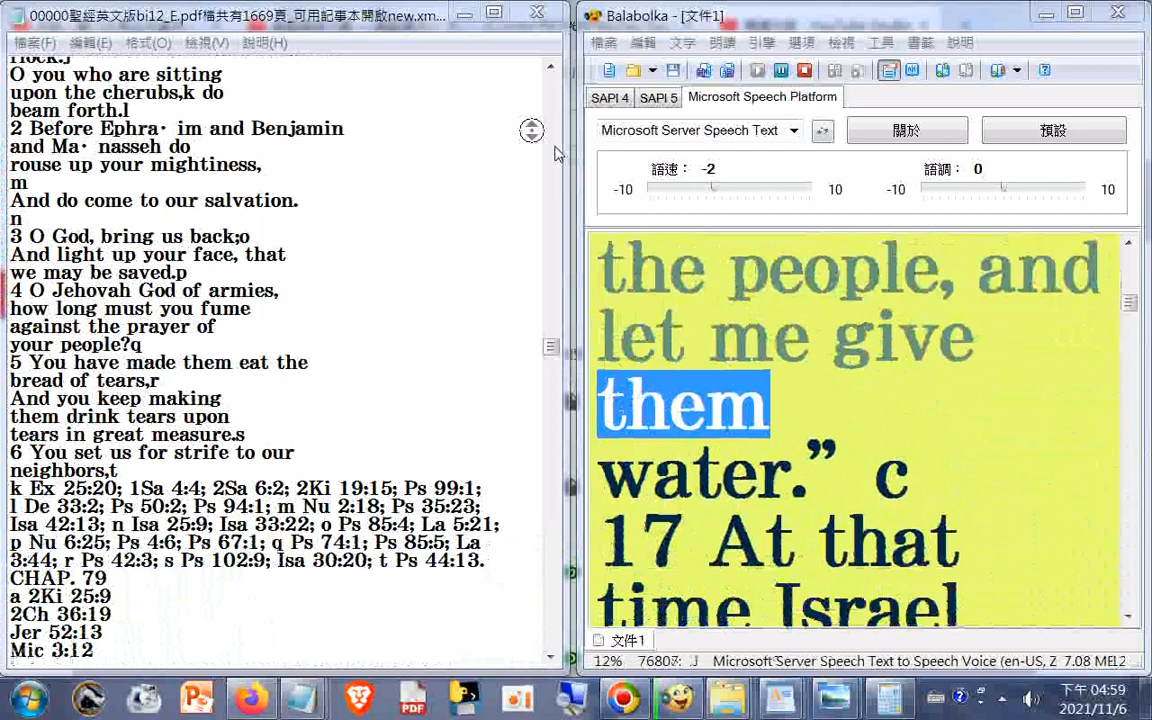 00000聖經英文版bi12_E.pdf檔共有1669頁_可用記事本開啟new.xm...
檔案(F) 編輯(E) 格式(O) 檢視(V) 說明(H)
flock.j
O you who are sitting
upon the cherubs,k do
beam forth.l
2 Before Ephra· im and Benjamin
and Ma· nasseh do
rouse up your mightiness,
m
And do come to our salvation.
n
3 O God, bring us back;o
And light up your face, that
we may be saved.p
4 O Jehovah God of armies,
how long must you fume
against the prayer of
your people?q
5 You have made them eat the
bread of tears,r
And you keep making
them drink tears upon
tears in great measure.s
6 You set us for strife to our
neighbors,t
k Ex 25:20; 1Sa 4:4; 2Sa 6:2; 2Ki 19:15; Ps 99:1;
l De 33:2; Ps 50:2; Ps 94:1; m Nu 2:18; Ps 35:23;
Isa 42:13; n Isa 25:9; Isa 33:22; o Ps 85:4; La 5:21;
p Nu 6:25; Ps 4:6; Ps 67:1; q Ps 74:1; Ps 85:5; La
3:44; r Ps 42:3; s Ps 102:9; Isa 30:20; t Ps 44:13.
CHAP. 79
a 2Ki 25:9
2Ch 36:19
Jer 52:13
Mic 3:12
Balabolka - [文件1]
檔案 編輯 文字 朗讀 引擎 選項 檢視 工具 書籤 說明
SAPI 4 SAPI 5 Microsoft Speech Platform
Microsoft Server Speech Text 關於 預設
語速： -2 語調： 0
-10 10 -10 10
the people, and
let me give
them
water.” c
17 At that
time Israel
文件1
12% Microsoft Server Speech Text to Speech Voice (en-US, Z 7.08 ME
下午 04:59
2021/11/6